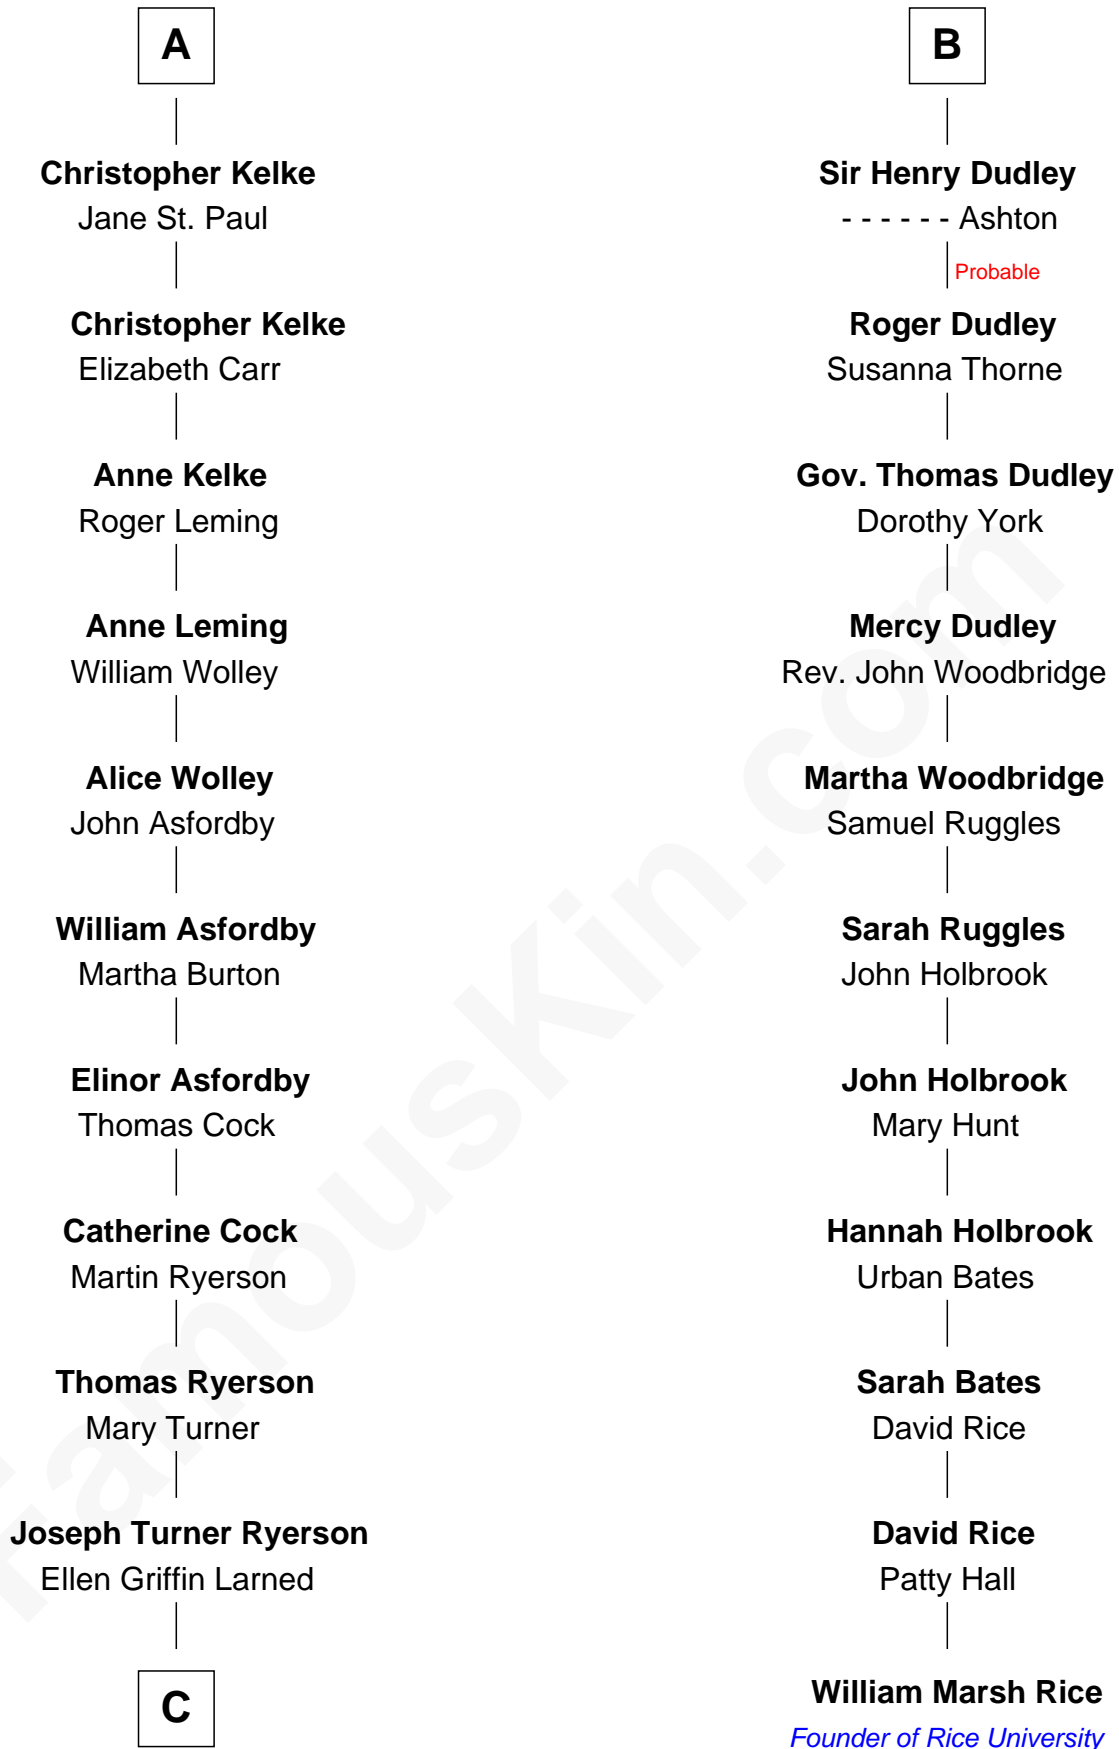 A
Christopher Kelke
Jane St. Paul
Christopher Kelke
Elizabeth Carr
Anne Kelke
Roger Leming
Anne Leming
William Wolley
Alice Wolley
John Asfordby
William Asfordby
Martha Burton
Elinor Asfordby
Thomas Cock
Catherine Cock
Martin Ryerson
Thomas Ryerson
Mary Turner
Joseph Turner Ryerson
Ellen Griffin Larned
C
B
Sir Henry Dudley
- - - - - - Ashton
Probable
Roger Dudley
Susanna Thorne
Gov. Thomas Dudley
Dorothy York
Mercy Dudley
Rev. John Woodbridge
Martha Woodbridge
Samuel Ruggles
Sarah Ruggles
John Holbrook
John Holbrook
Mary Hunt
Hannah Holbrook
Urban Bates
Sarah Bates
David Rice
David Rice
Patty Hall
William Marsh Rice
Founder of Rice University
FamousKin.com